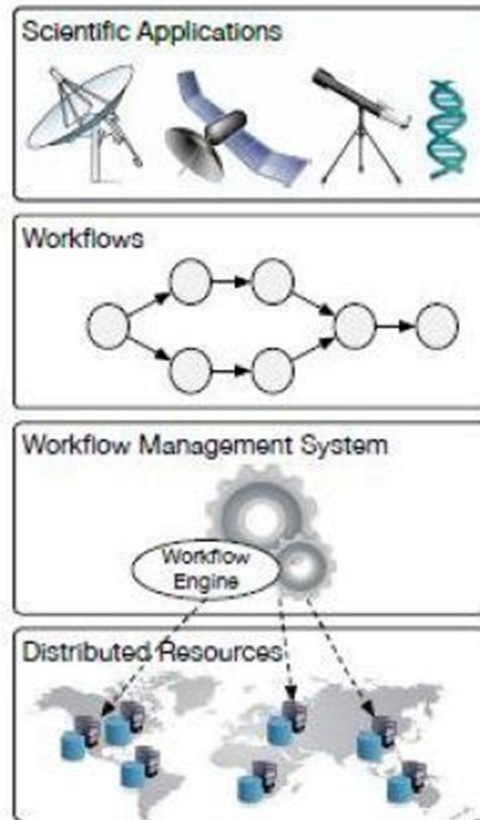 Scientific Applications
Workflows
Workflow Management System
Workflow
Engine
Distributed Resources